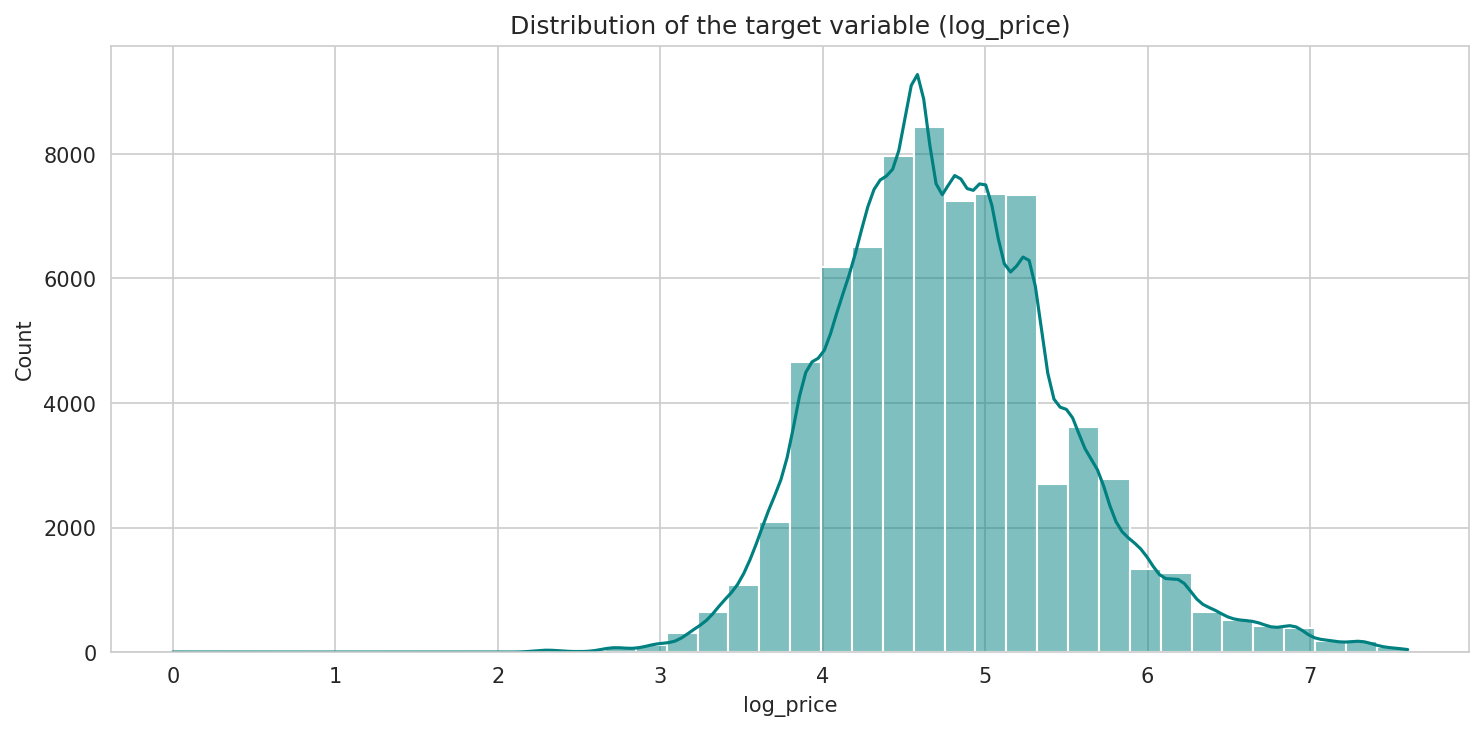 Distribution of the target variable (log_price)
8000
6000
4000
2000
0
Count
0 1 2 3 4 5 6 7
log_price